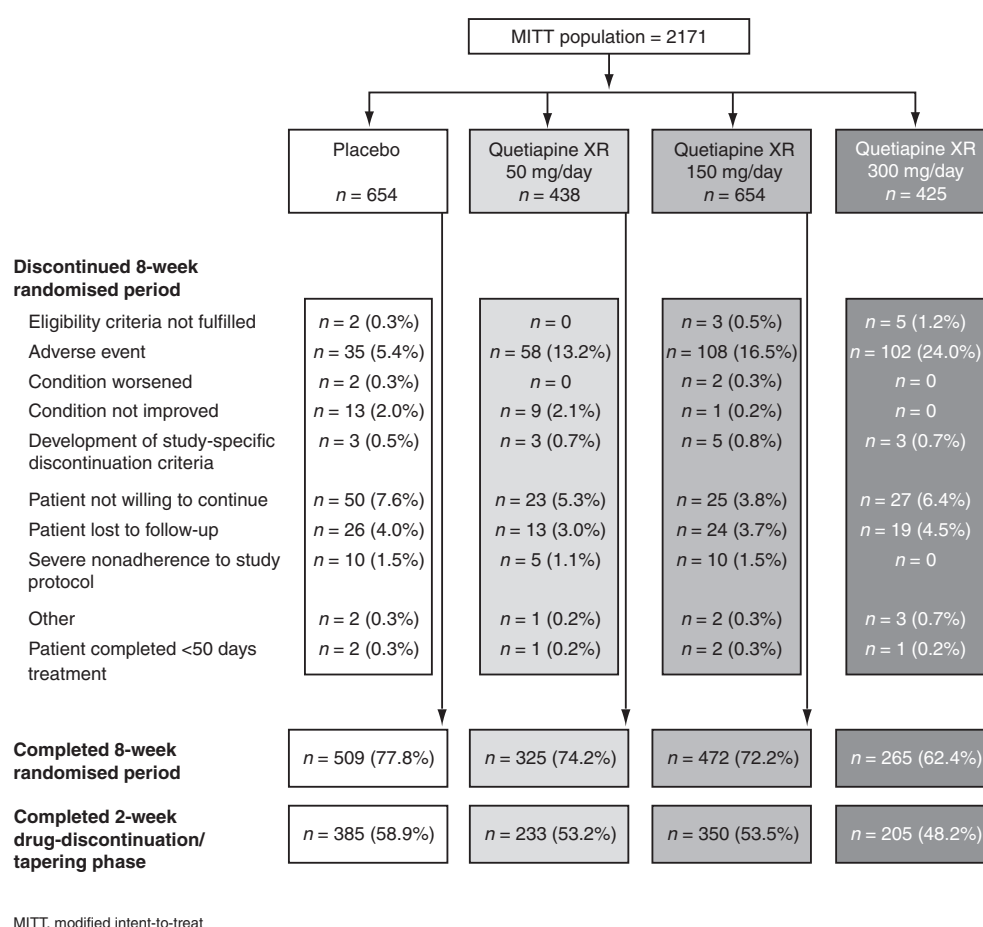 MITT population = 2171
Placebo
n = 654
Quetiapine XR
50 mg/day
n = 438
Quetiapine XR
150 mg/day
n = 654
Quetiapine XR
300 mg/day
n = 425
Discontinued 8-week
randomised period
Eligibility criteria not fulfilled n = 2 (0.3%) n = 0 n = 3 (0.5%) n = 5 (1.2%)
Adverse event n = 35 (5.4%) n = 58 (13.2%) n = 108 (16.5%) n = 102 (24.0%)
Condition worsened n = 2 (0.3%) n = 0 n = 2 (0.3%) n = 0
Condition not improved n = 13 (2.0%) n = 9 (2.1%) n = 1 (0.2%) n = 0
Development of study-specific n = 3 (0.5%) n = 3 (0.7%) n = 5 (0.8%) n = 3 (0.7%)
discontinuation criteria
Patient not willing to continue n = 50 (7.6%) n = 23 (5.3%) n = 25 (3.8%) n = 27 (6.4%)
Patient lost to follow-up n = 26 (4.0%) n = 13 (3.0%) n = 24 (3.7%) n = 19 (4.5%)
Severe nonadherence to study n = 10 (1.5%) n = 5 (1.1%) n = 10 (1.5%) n = 0
protocol
Other n = 2 (0.3%) n = 1 (0.2%) n = 2 (0.3%) n = 3 (0.7%)
Patient completed <50 days n = 2 (0.3%) n = 1 (0.2%) n = 2 (0.3%) n = 1 (0.2%)
treatment
Completed 8-week
randomised period
n = 509 (77.8%) n = 325 (74.2%) n = 472 (72.2%) n = 265 (62.4%)
Completed 2-week
drug-discontinuation/
tapering phase
n = 385 (58.9%) n = 233 (53.2%) n = 350 (53.5%) n = 205 (48.2%)
MITT, modified intent-to-treat